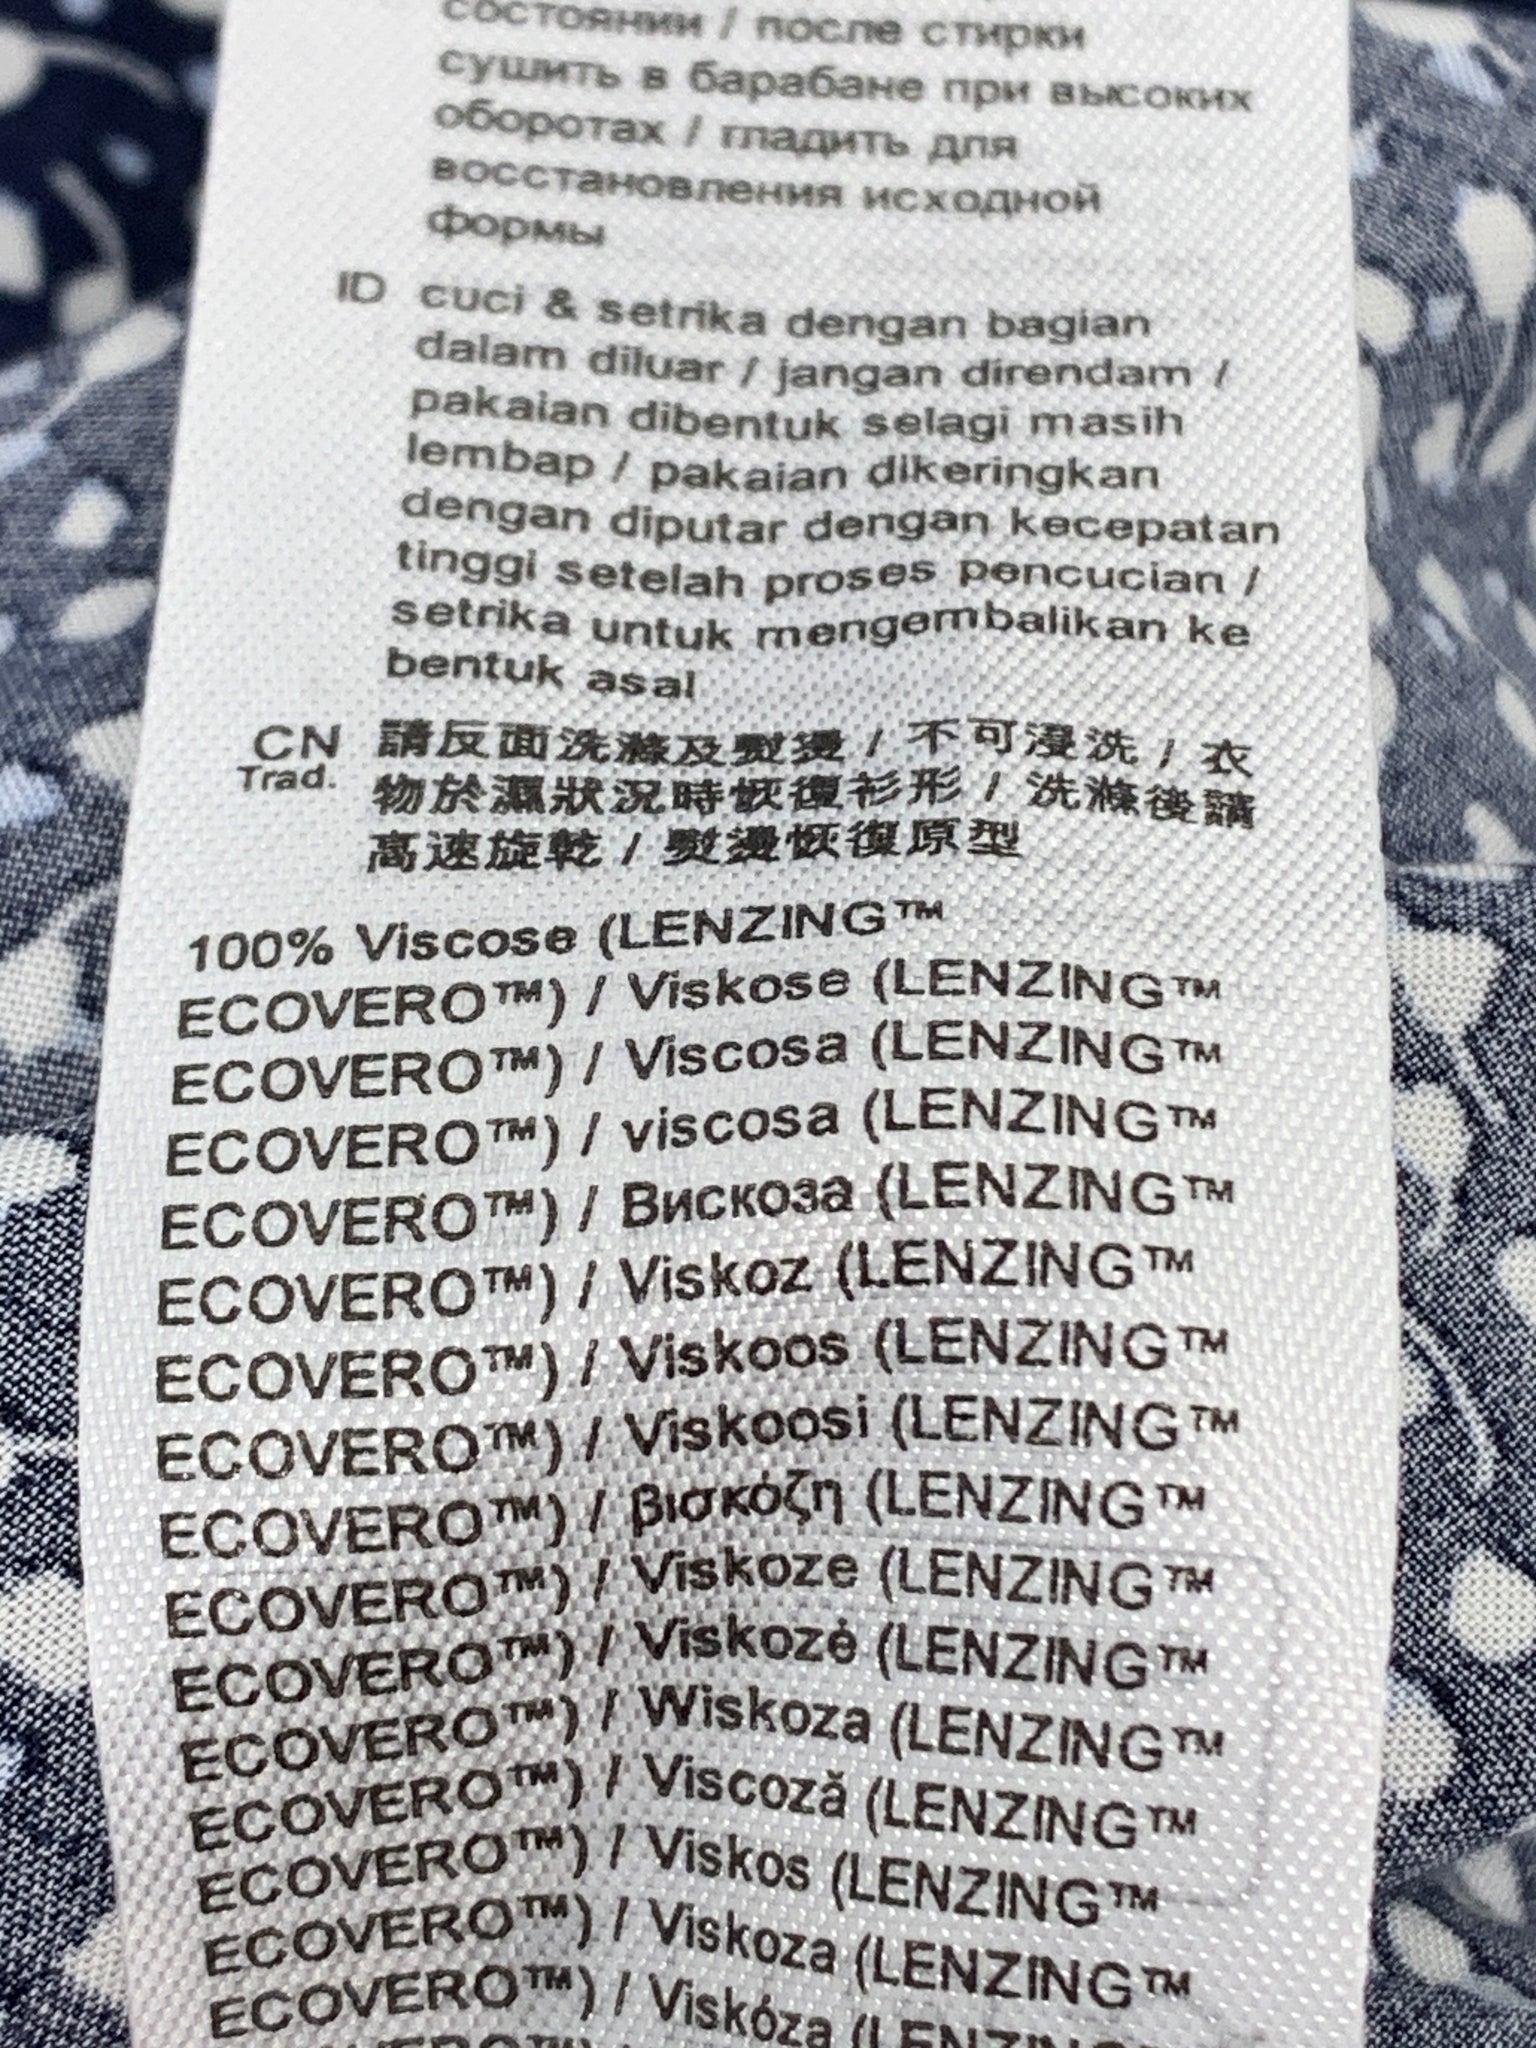 состоянии / после стирки
сушить в барабане при высоких
оборотах / гладить для
восстановления исходной
формы
ID cuci & setrika dengan bagian
dalam diluar / jangan direndam /
pakaian dibentuk selagi masih
lembap / pakaian dikeringkan
dengan diputar dengan kecepatan
tinggi setelah proses pencucian /
setrika untuk mengembalikan ke
bentuk asal
CN Trad. 請反面洗滌及熨燙 / 不可浸洗 / 衣
物於濕狀況時恢復衫形 / 洗滌後請
高速旋乾 / 熨燙恢復原型
100% Viscose (LENZING™
ECOVERO™) / Viskose (LENZING™
ECOVERO™) / Viscosa (LENZING™
ECOVERO™) / viscosa (LENZING™
ECOVERO™) / Вискоза (LENZING™
ECOVERO™) / Viskoz (LENZING™
ECOVERO™) / Viskoos (LENZING™
ECOVERO™) / Viskoosi (LENZING™
ECOVERO™) / βισκόζη (LENZING™
ECOVERO™) / Viskoze (LENZING™
ECOVERO™) / Viskozė (LENZING™
ECOVERO™) / Wiskoza (LENZING™
ECOVERO™) / Viscoză (LENZING™
ECOVERO™) / Viskos (LENZING™
ECOVERO™) / Viskoza (LENZING™
ECOVERO™) / Viskóza (LENZING™